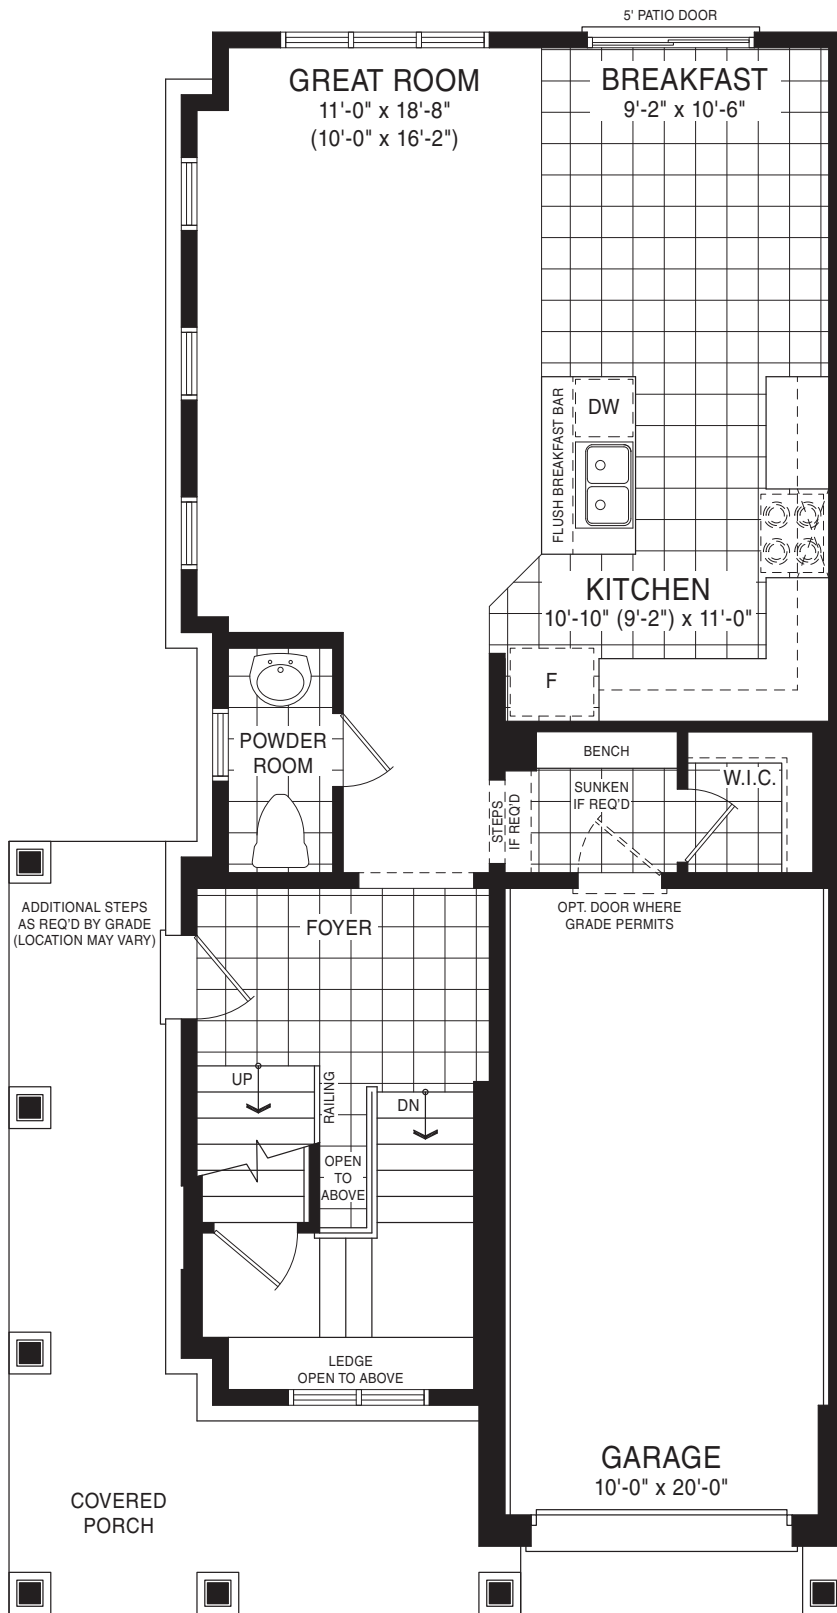 5' PATIO DOOR
GREAT ROOM
11'-0" x 18'-8"
(10'-0" x 16'-2")
BREAKFAST
9'-2" x 10'-6"
FLUSH BREAKFAST BAR
DW
KITCHEN
10'-10" (9'-2") x 11'-0"
F
POWDER
ROOM
BENCH
W.I.C.
SUNKEN
IF REQ'D
STEPS
IF REQ'D
OPT. DOOR WHERE
GRADE PERMITS
ADDITIONAL STEPS
AS REQ'D BY GRADE
(LOCATION MAY VARY)
FOYER
UP
RAILING
DN
OPEN
TO
ABOVE
LEDGE
OPEN TO ABOVE
GARAGE
10'-0" x 20'-0"
COVERED
PORCH